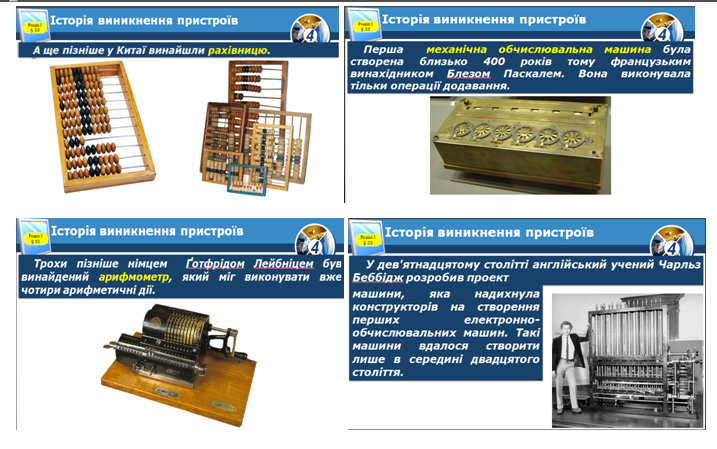 Розділ 1
§ 33
Історія виникнення пристроїв
4
А ще пізніше у Китаї винайшли рахівницю.
Розділ 1
§ 33
Історія виникнення пристроїв
4
Перша механічна обчислювальна машина була
створена близько 400 років тому французьким
винахідником Блезом Паскалем. Вона виконувала
тільки операції додавання.
Розділ 1
§ 33
Історія виникнення пристроїв
4
Трохи пізніше німцем Ґотфрідом Лейбніцем був
винайдений арифмометр, який міг виконувати вже
чотири арифметичні дії.
Розділ 1
§ 33
Історія виникнення пристроїв
4
У дев'ятнадцятому столітті англійський учений Чарльз
Беббідж розробив проект
машини, яка надихнула
конструкторів на створення
перших електронно-
обчислювальних машин. Такі
машини вдалося створити
лише в середині двадцятого
століття.